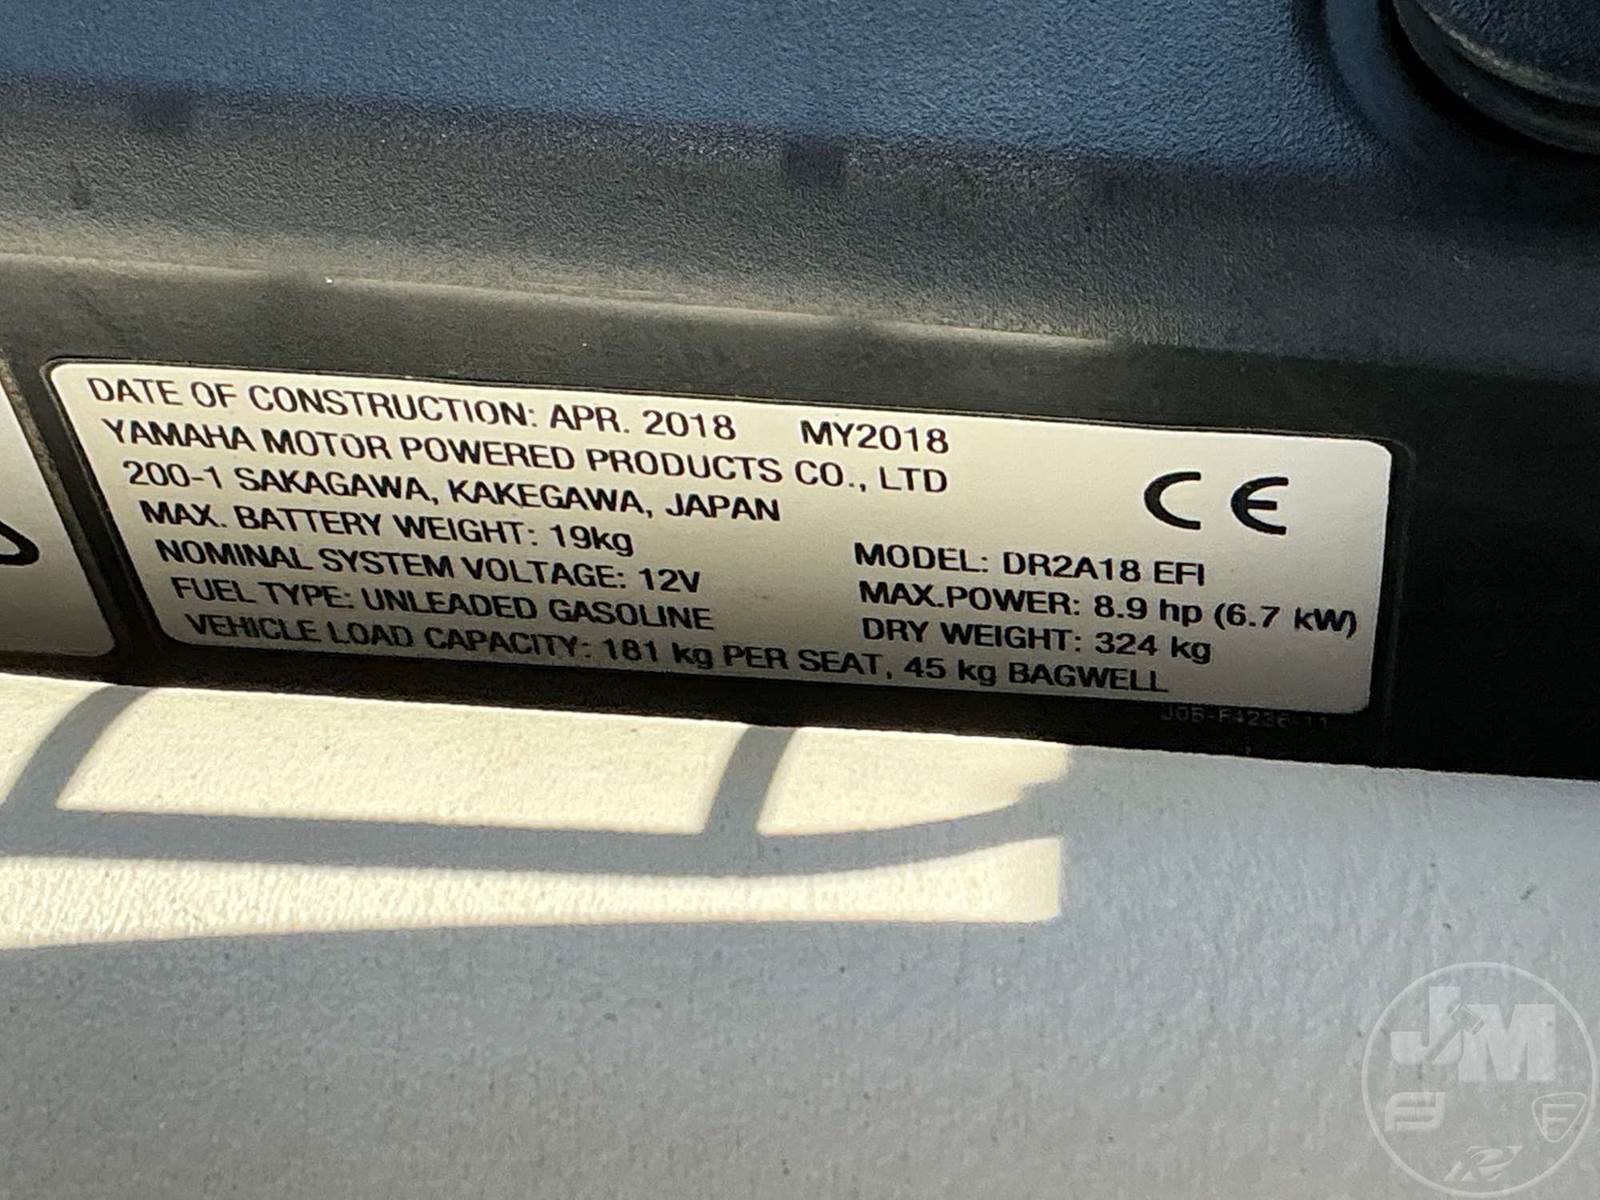 DATE OF CONSTRUCTION: APR. 2018 MY2018
YAMAHA MOTOR POWERED PRODUCTS CO., LTD
200-1 SAKAGAWA, KAKEGAWA, JAPAN
MAX. BATTERY WEIGHT: 19kg
NOMINAL SYSTEM VOLTAGE: 12V
FUEL TYPE: UNLEADED GASOLINE
VEHICLE LOAD CAPACITY: 181 kg PER SEAT, 45 kg BAGWELL
CE
MODEL: DR2A18 EFI
MAX.POWER: 8.9 hp (6.7 kW)
DRY WEIGHT: 324 kg
JM